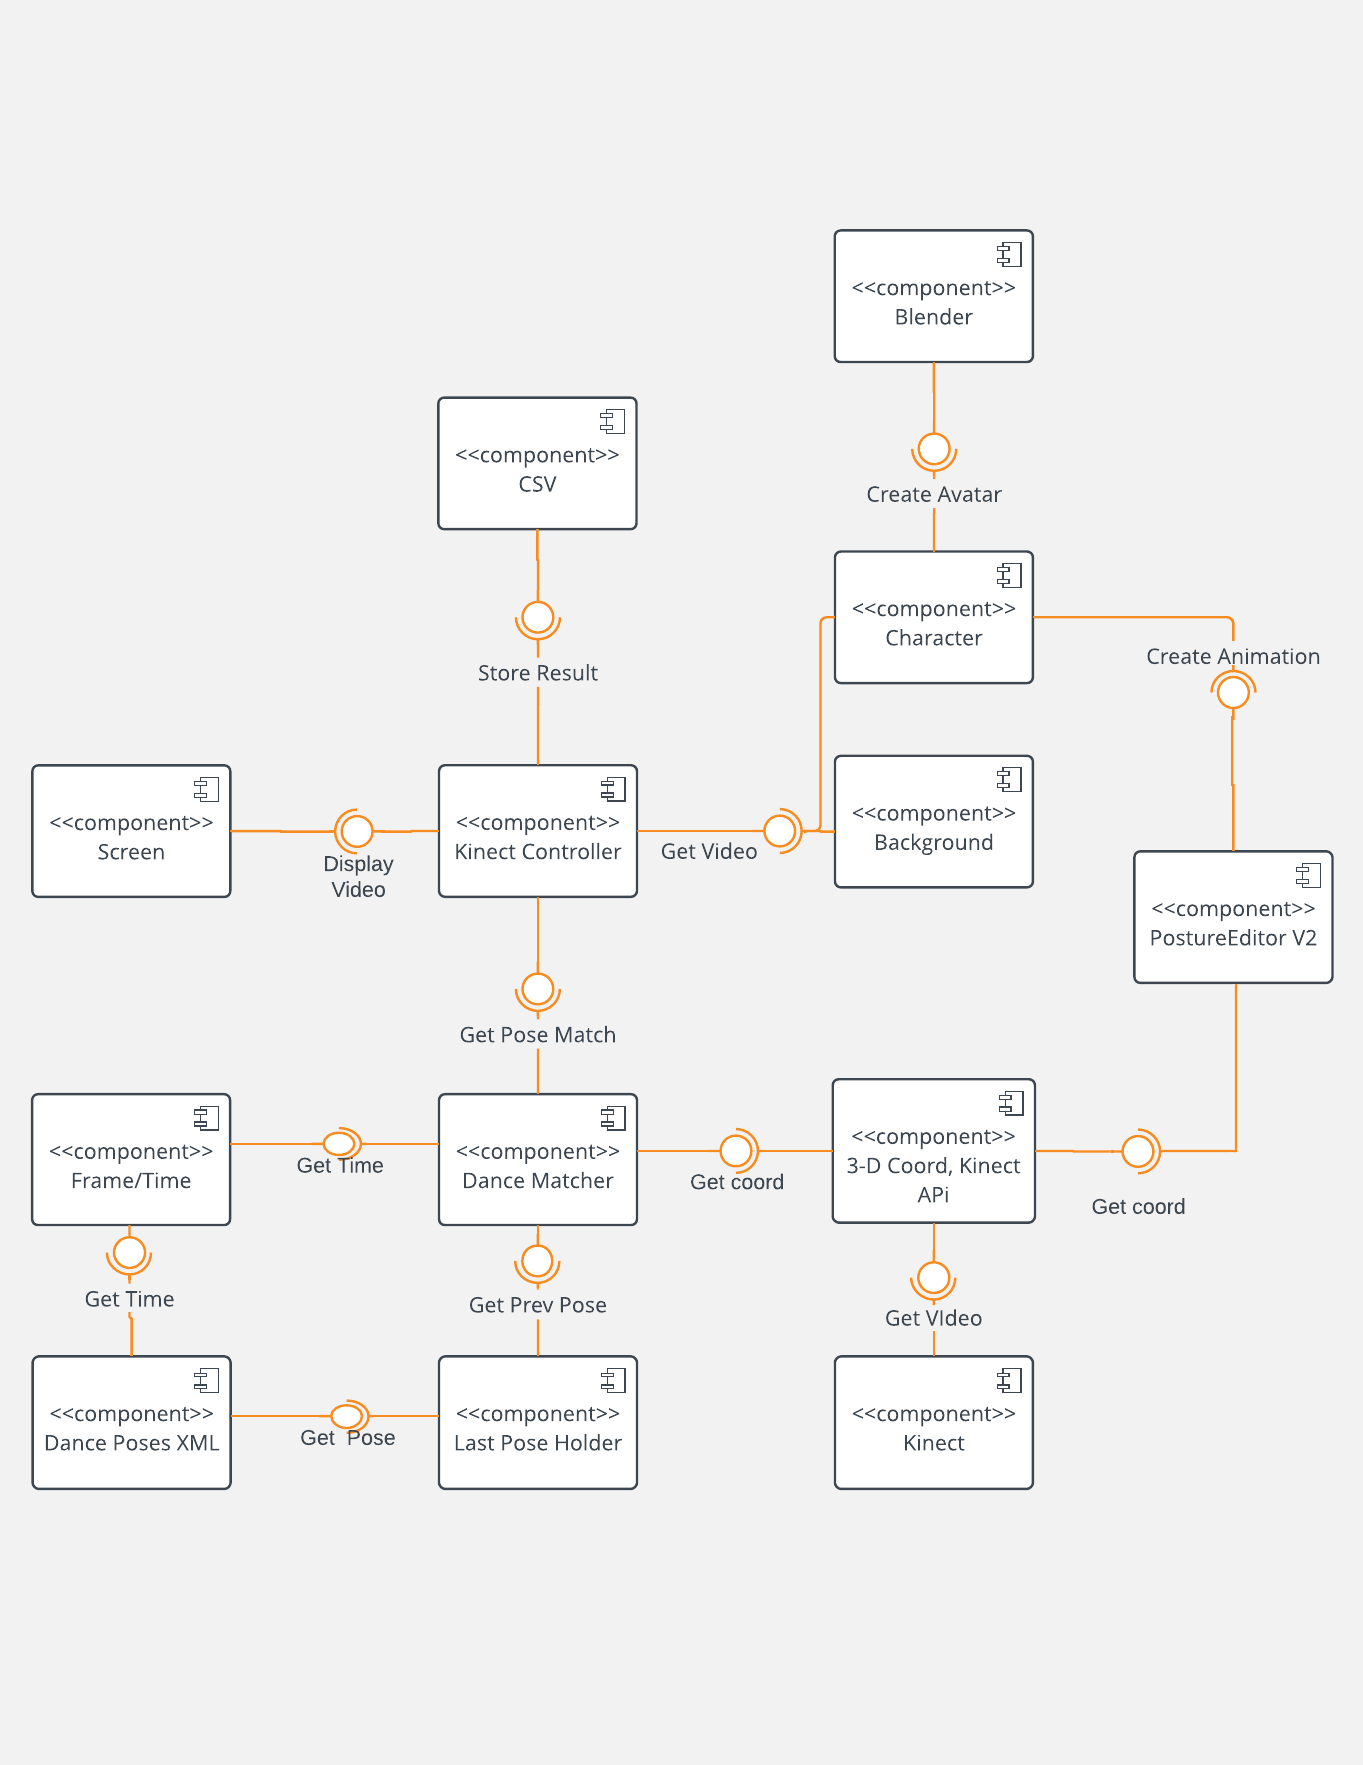 <<component>>
Blender
<<component>>
CSV
Create Avatar
<<component>>
Character
Create Animation
Store Result
<<component>>
Screen
Display
Video
<<component>>
Kinect Controller
Get Video
<<component>>
Background
<<component>>
PostureEditor V2
Get Pose Match
<<component>>
Frame/Time
Get Time
<<component>>
Dance Matcher
Get coord
<<component>>
3-D Coord, Kinect
APi
Get coord
Get Time
Get Prev Pose
Get VIdeo
<<component>>
Dance Poses XML
Get  Pose
<<component>>
Last Pose Holder
<<component>>
Kinect